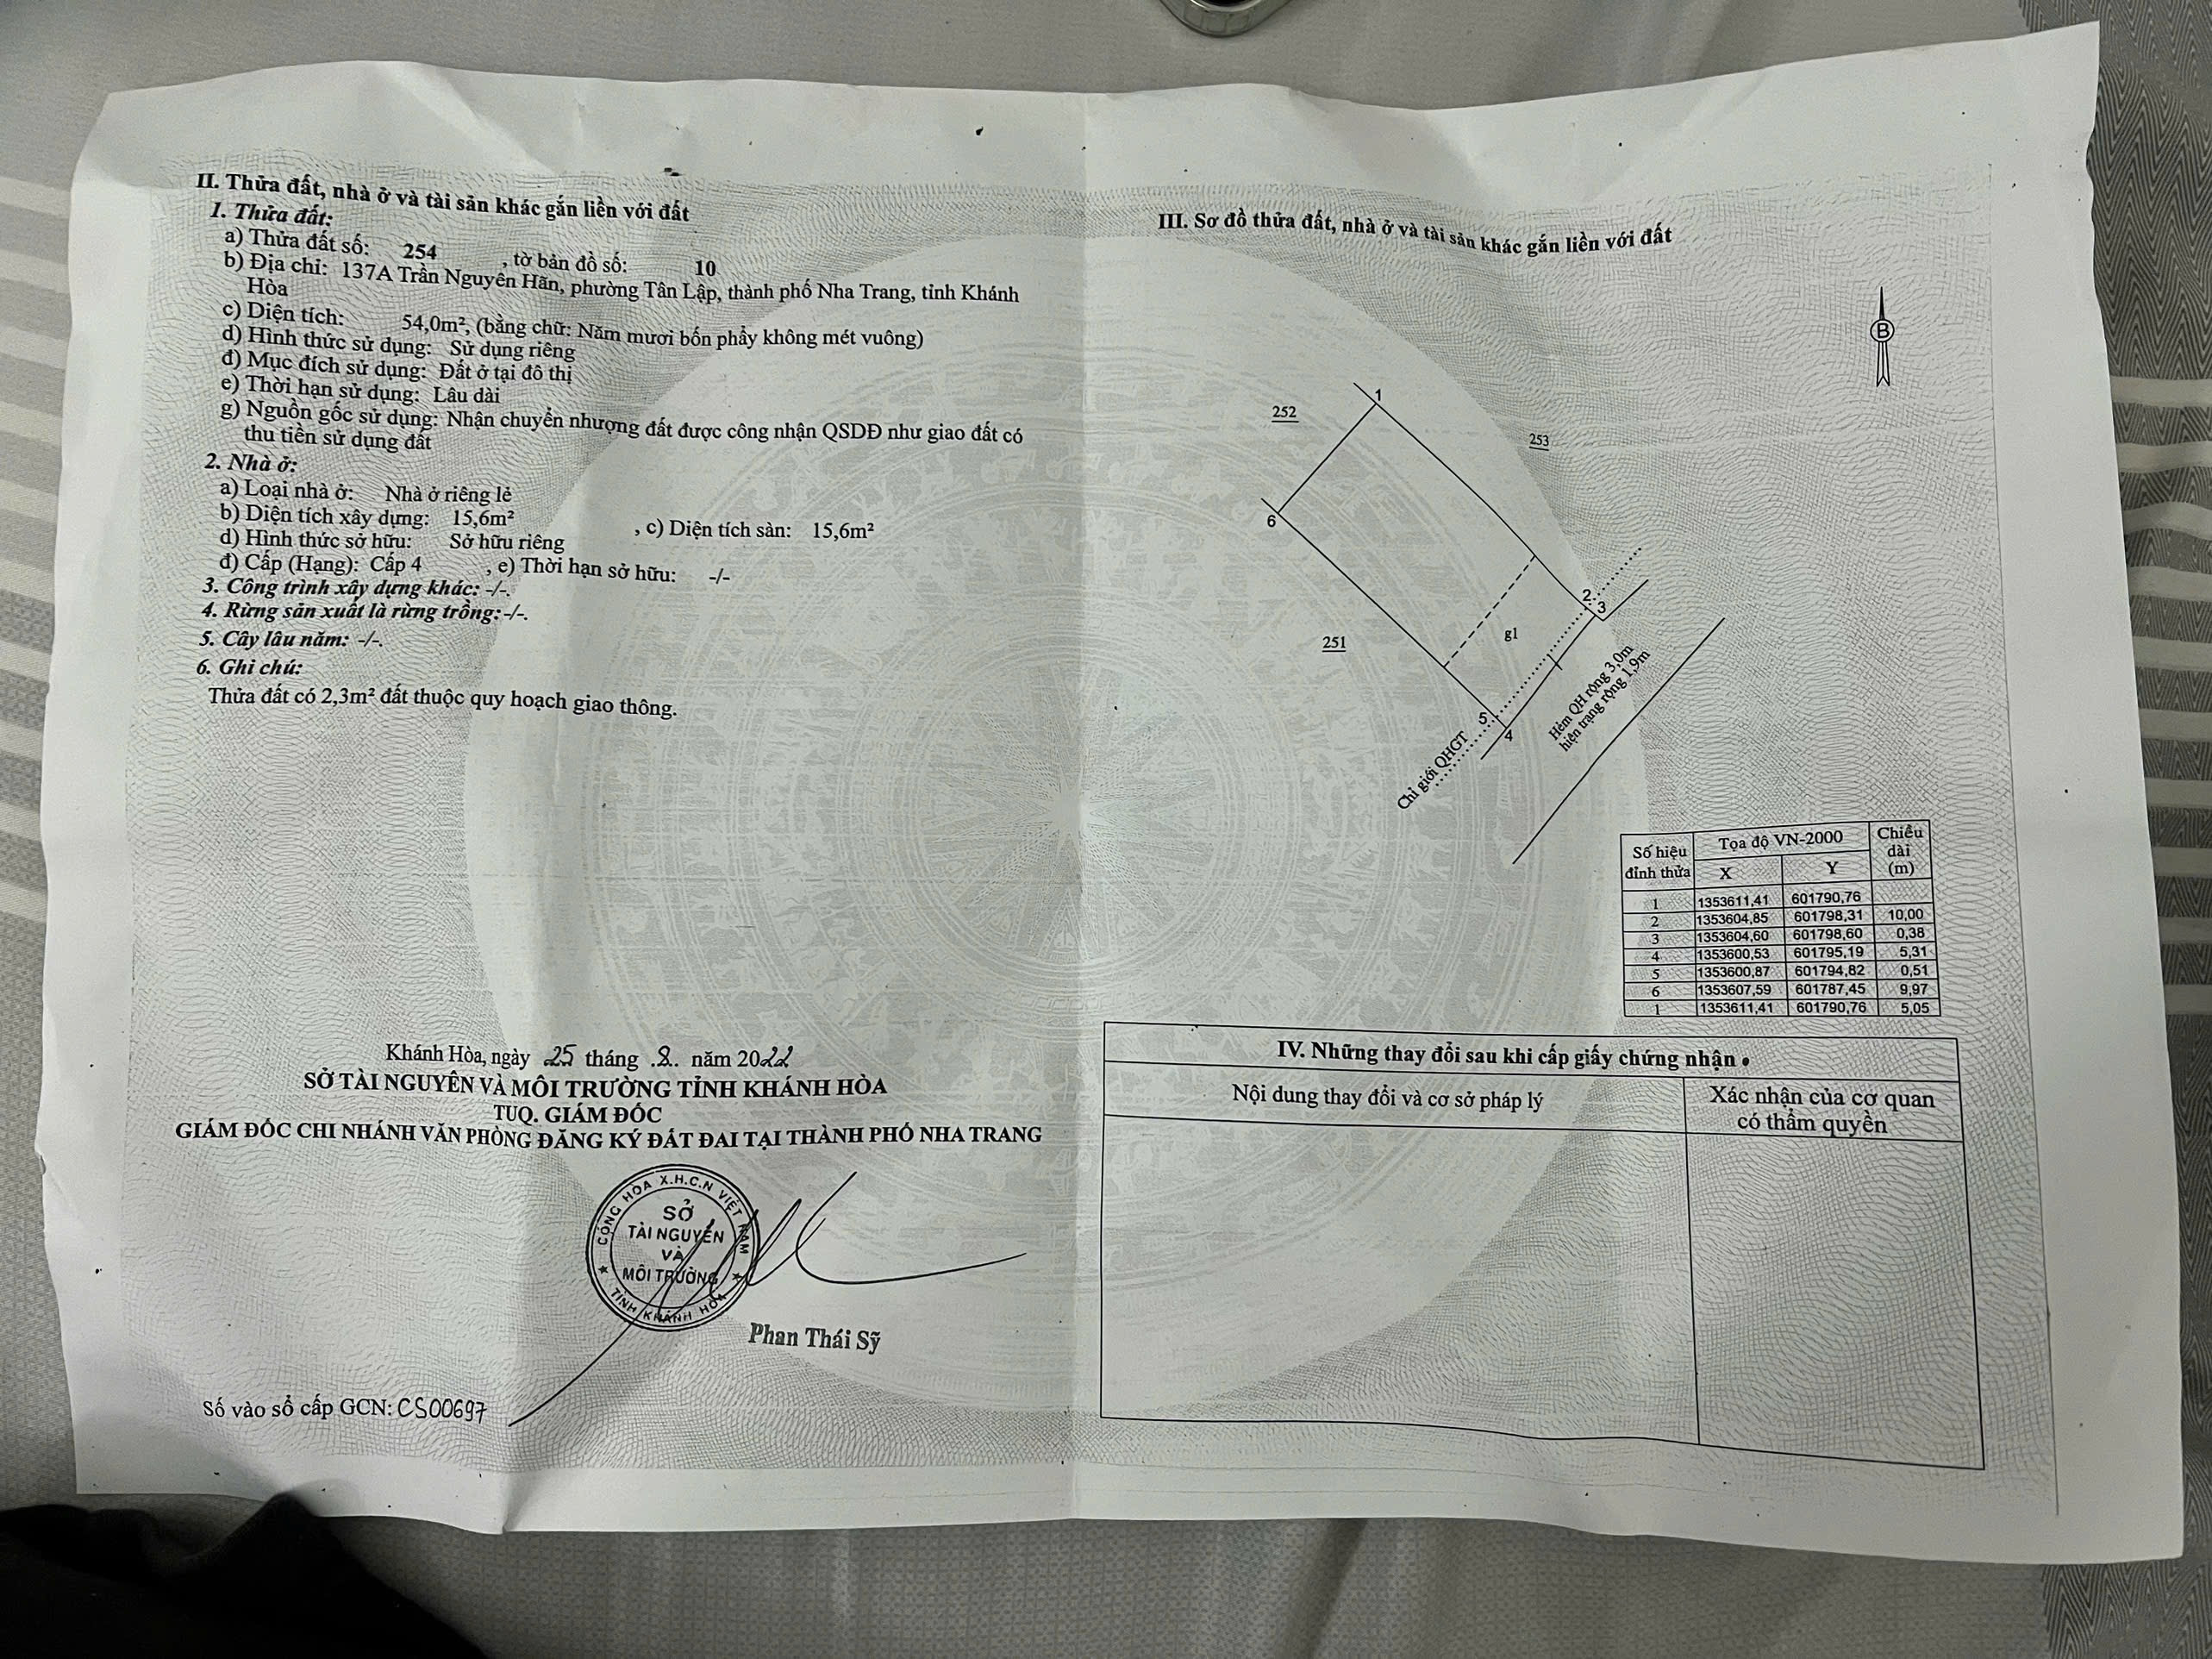 II. Thửa đất, nhà ở và tài sản khác gắn liền với đất
1. Thửa đất:
a) Thửa đất số: 254 , tờ bản đồ số: 10
b) Địa chỉ: 137A Trần Nguyên Hãn, phường Tân Lập, thành phố Nha Trang, tỉnh Khánh
Hòa
c) Diện tích: 54,0m², (bằng chữ: Năm mươi bốn phẩy không mét vuông)
d) Hình thức sử dụng: Sử dụng riêng
đ) Mục đích sử dụng: Đất ở tại đô thị
e) Thời hạn sử dụng: Lâu dài
g) Nguồn gốc sử dụng: Nhận chuyển nhượng đất được công nhận QSDĐ như giao đất có
thu tiền sử dụng đất
2. Nhà ở:
a) Loại nhà ở: Nhà ở riêng lẻ
b) Diện tích xây dựng: 15,6m² , c) Diện tích sàn: 15,6m²
d) Hình thức sở hữu: Sở hữu riêng
đ) Cấp (Hạng): Cấp 4 , e) Thời hạn sở hữu: -/-
3. Công trình xây dựng khác: -/-.
4. Rừng sản xuất là rừng trồng: -/-.
5. Cây lâu năm: -/-.
6. Ghi chú:
Thửa đất có 2,3m² đất thuộc quy hoạch giao thông.
Khánh Hòa, ngày 25 tháng .8. năm 2022
SỞ TÀI NGUYÊN VÀ MÔI TRƯỜNG TỈNH KHÁNH HÒA
TUQ. GIÁM ĐỐC
GIÁM ĐỐC CHI NHÁNH VĂN PHÒNG ĐĂNG KÝ ĐẤT ĐAI TẠI THÀNH PHỐ NHA TRANG
CỘNG HÒA X.H.C.N VIỆT NAM
SỞ
TÀI NGUYÊN
VÀ
MÔI TRƯỜNG
TỈNH KHÁNH HÒA
Phan Thái Sỹ
Số vào sổ cấp GCN: CS00697
III. Sơ đồ thửa đất, nhà ở và tài sản khác gắn liền với đất
B
1
252
253
6
2
3
251
g1
5
4
Hẻm QH rộng 3,0m
hiện trạng rộng 1,9m
Chỉ giới QHGT
Số hiệu đỉnh thửa Tọa độ VN-2000 Chiều dài (m)
X Y
1 1353611,41 601790,76
2 1353604,85 601798,31 10,00
3 1353604,60 601798,60 0,38
4 1353600,53 601795,19 5,31
5 1353600,87 601794,82 0,51
6 1353607,59 601787,45 9,97
1 1353611,41 601790,76 5,05
IV. Những thay đổi sau khi cấp giấy chứng nhận
Nội dung thay đổi và cơ sở pháp lý
Xác nhận của cơ quan
có thẩm quyền